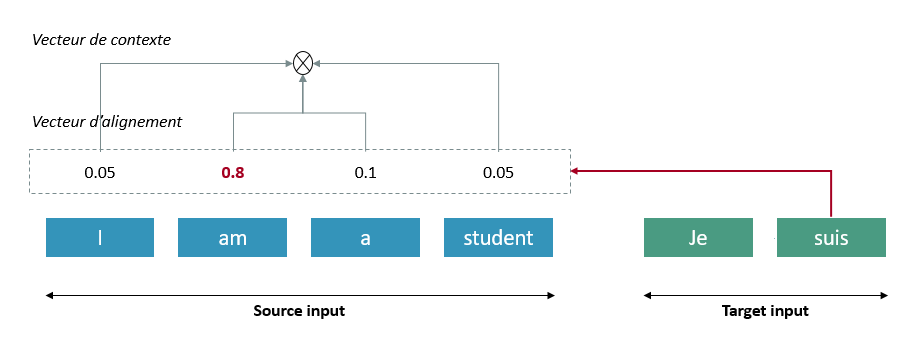 Vecteur de contexte
Vecteur d'alignement
0.05 0.8 0.1 0.05
I am a student Je suis
Source input Target input